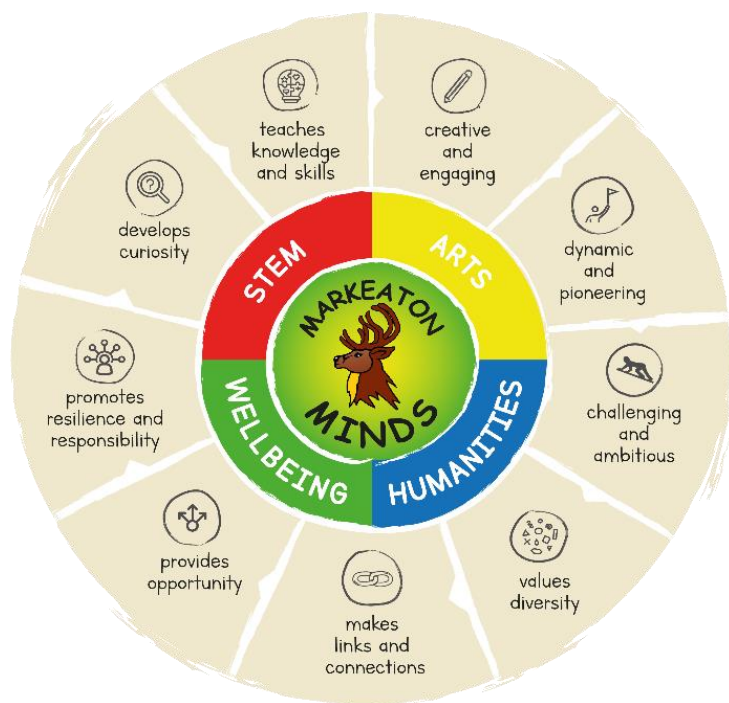 MARKEATON
MINDS
STEM
ARTS
HUMANITIES
WELLBEING
teaches
knowledge
and skills
creative
and
engaging
dynamic
and
pioneering
challenging
and
ambitious
values
diversity
makes
links and
connections
provides
opportunity
promotes
resilience and
responsibility
develops
curiosity
?